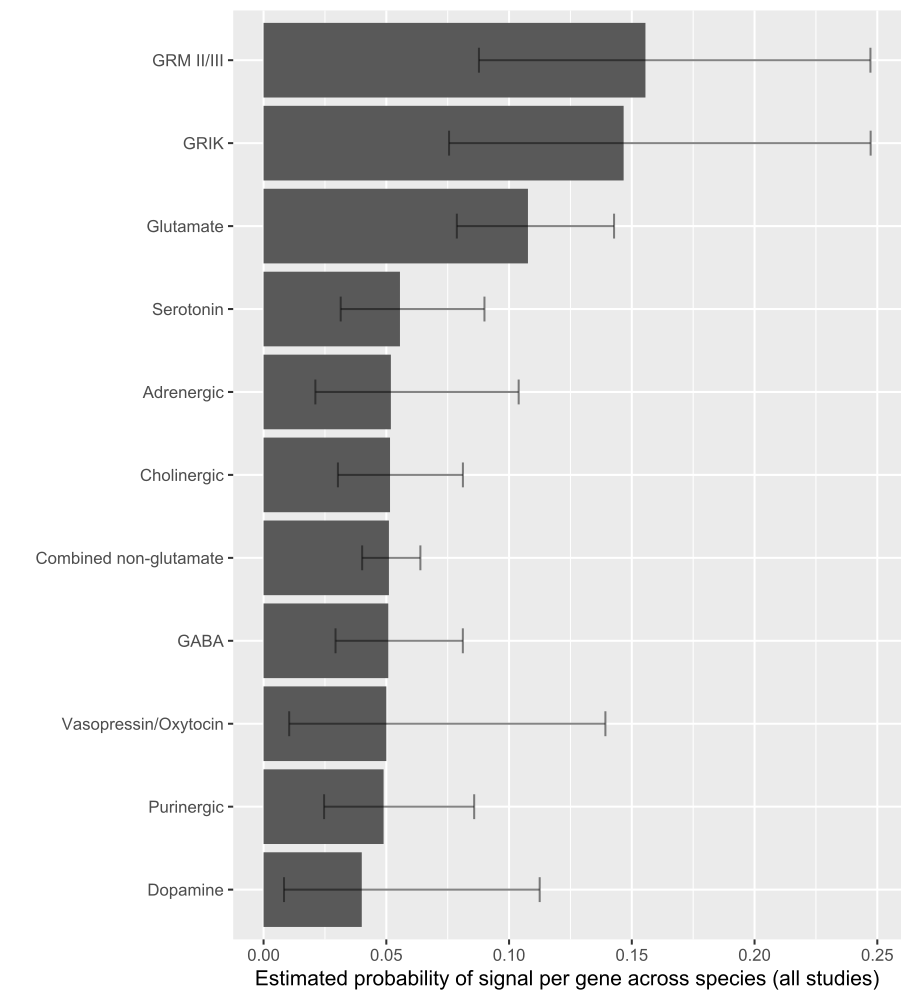 GRM II/III
GRIK
Glutamate
Serotonin
Adrenergic
Cholinergic
Combined non-glutamate
GABA
Vasopressin/Oxytocin
Purinergic
Dopamine
0.00 0.05 0.10 0.15 0.20 0.25
Estimated probability of signal per gene across species (all studies)